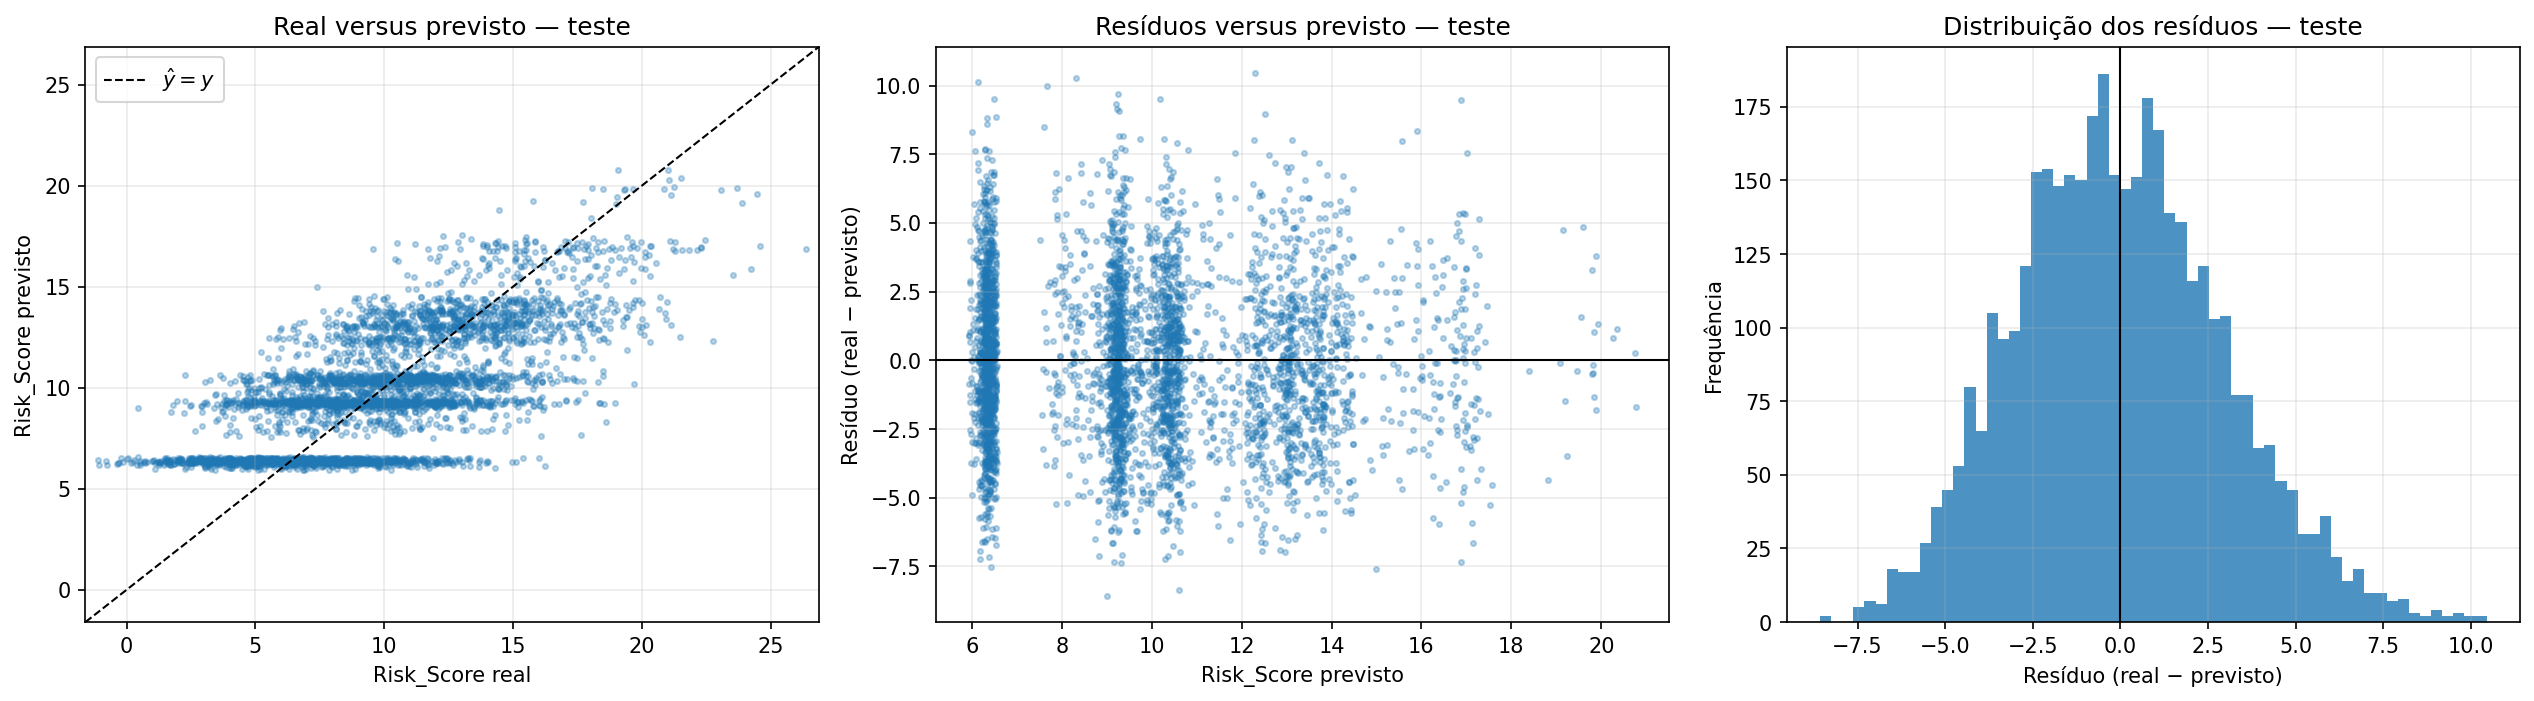 Real versus previsto — teste
ŷ = y
25
20
15
10
5
0
0 5 10 15 20 25
Risk_Score previsto
Risk_Score real
Resíduos versus previsto — teste
10.0
7.5
5.0
2.5
0.0
−2.5
−5.0
−7.5
6 8 10 12 14 16 18 20
Resíduo (real − previsto)
Risk_Score previsto
Distribuição dos resíduos — teste
175
150
125
100
75
50
25
0
−7.5 −5.0 −2.5 0.0 2.5 5.0 7.5 10.0
Frequência
Resíduo (real − previsto)